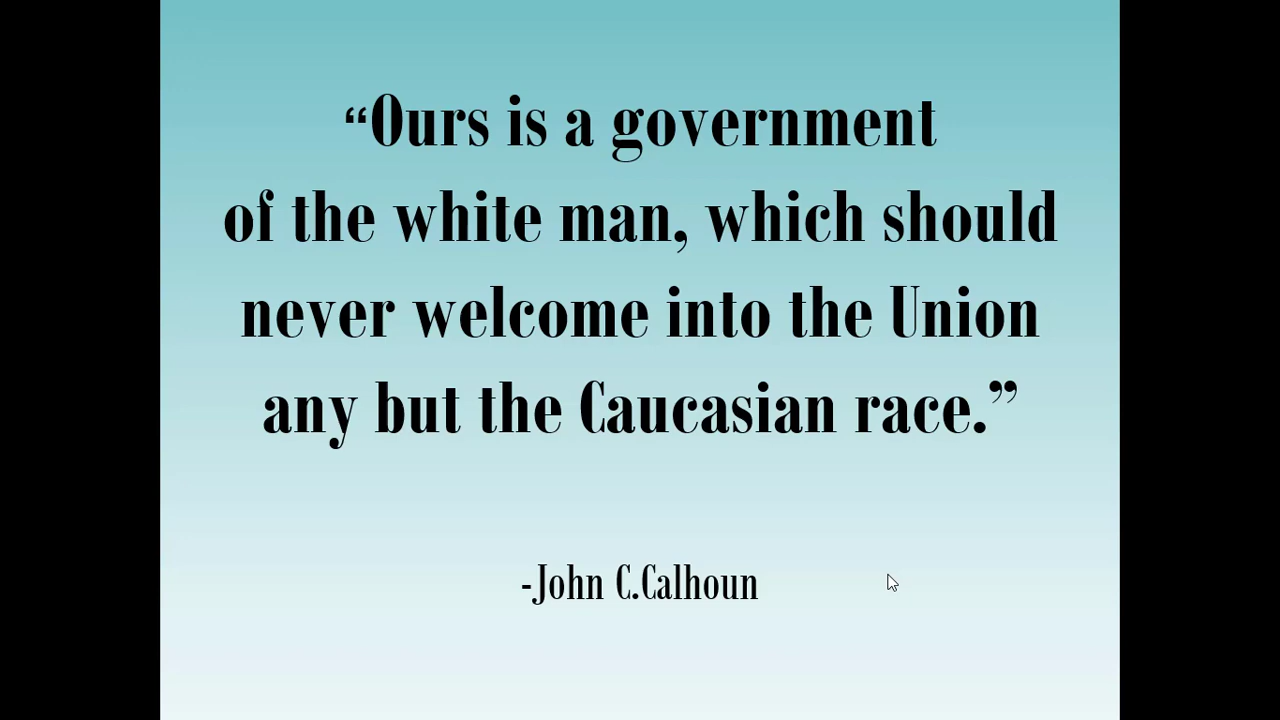 “Ours is a government
of the white man, which should
never welcome into the Union
any but the Caucasian race.”
-John C.Calhoun